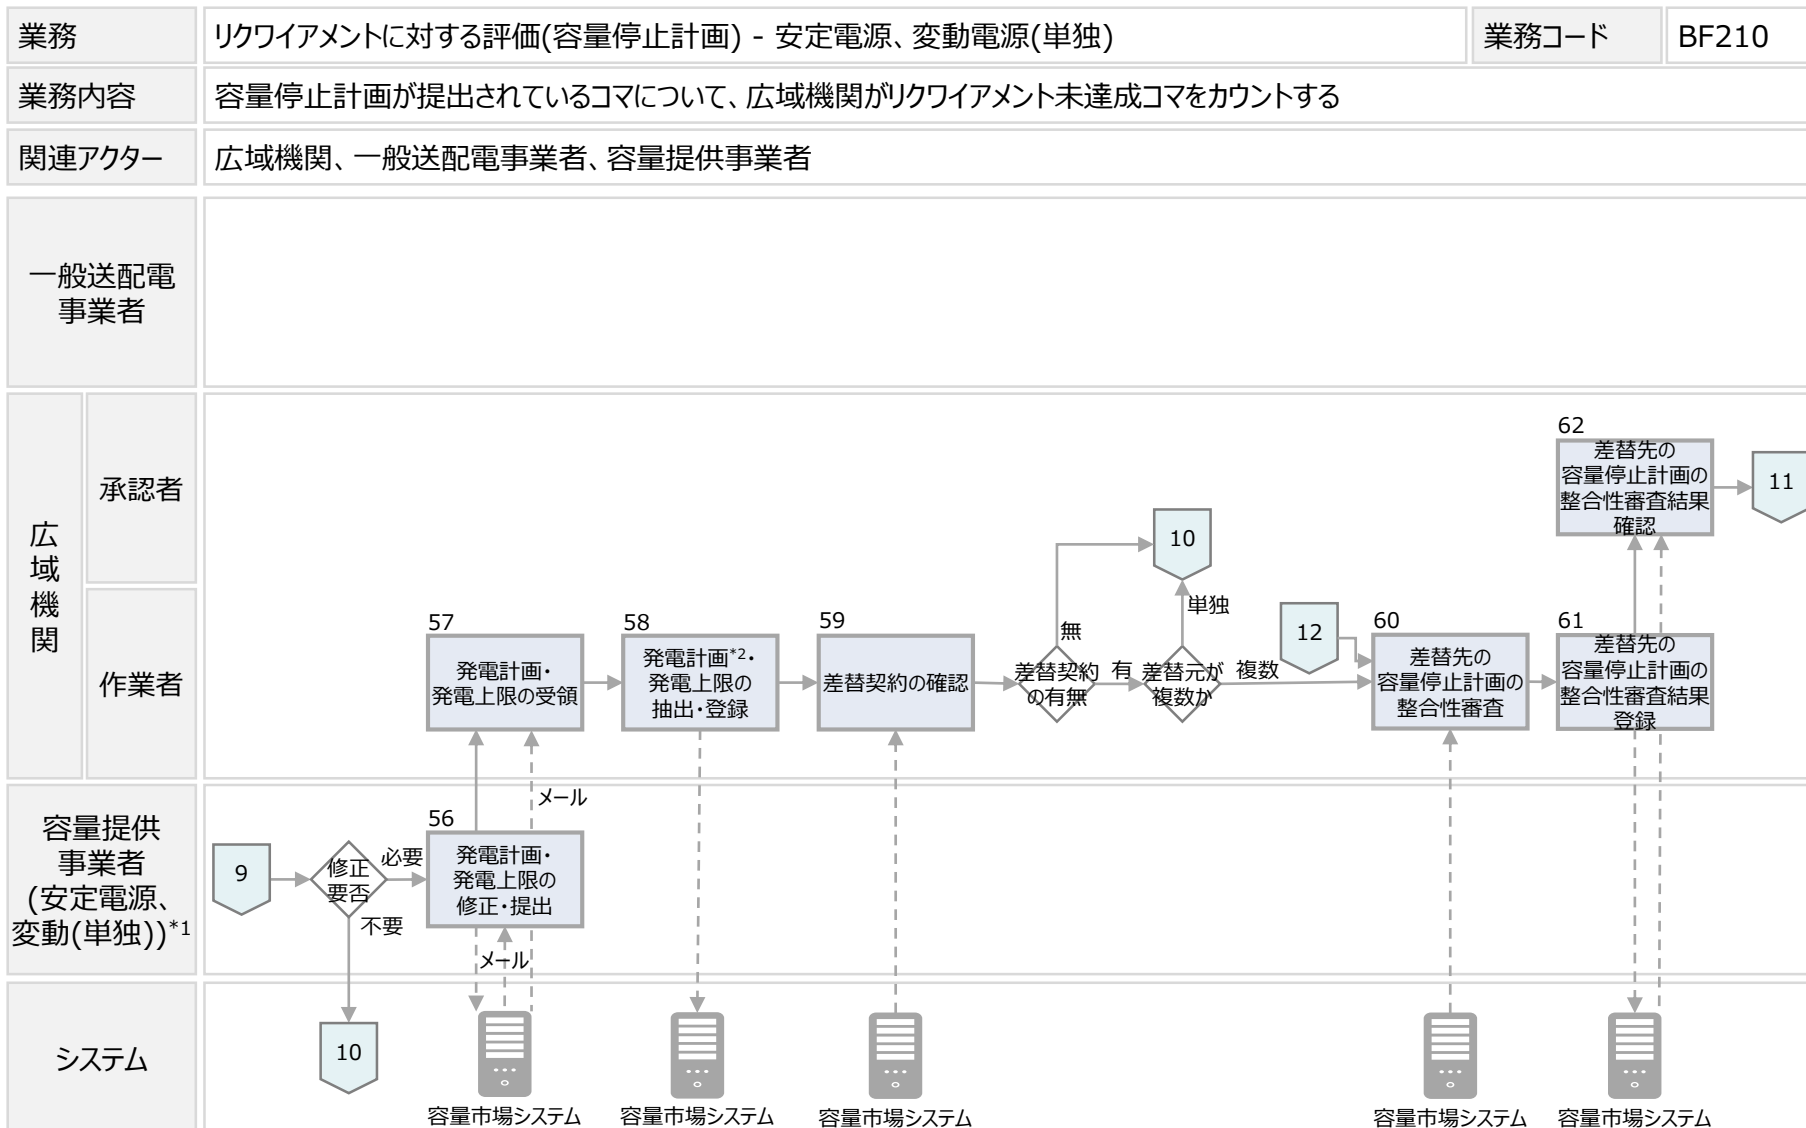 業務
リクワイアメントに対する評価(容量停止計画) - 安定電源、変動電源(単独)
業務コード
BF210
業務内容
容量停止計画が提出されているコマについて、広域機関がリクワイアメント未達成コマをカウントする
関連アクター
広域機関、一般送配電事業者、容量提供事業者
一般送配電
事業者
広域機関
承認者
62
差替先の
容量停止計画の
整合性審査結果
確認
11
10
作業者
57
発電計画・
発電上限の受領
58
発電計画*2・
発電上限の
抽出・登録
59
差替契約の確認
無
差替契約
の有無
有
単独
差替元が
複数か
複数
12
60
差替先の
容量停止計画の
整合性審査
61
差替先の
容量停止計画の
整合性審査結果
登録
容量提供
事業者
(安定電源、
変動(単独))*1
9
修正
要否
必要
不要
56
発電計画・
発電上限の
修正・提出
メール
メール
システム
10
容量市場システム
容量市場システム
容量市場システム
容量市場システム
容量市場システム